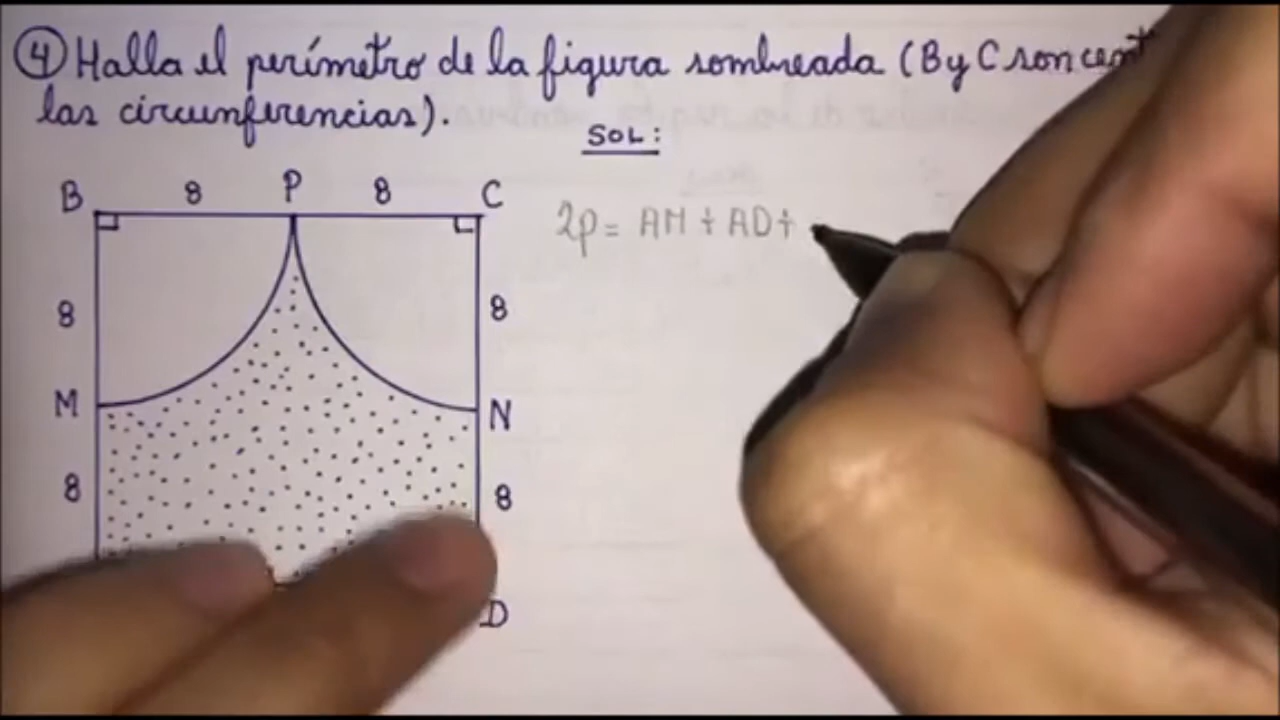 ④ Halla el perímetro de la figura sombreada (B y C son cent
las circunferencias).
SOL:
B 8 P 8 C
2p = AM + AD +
8 8
M N
8 8
D